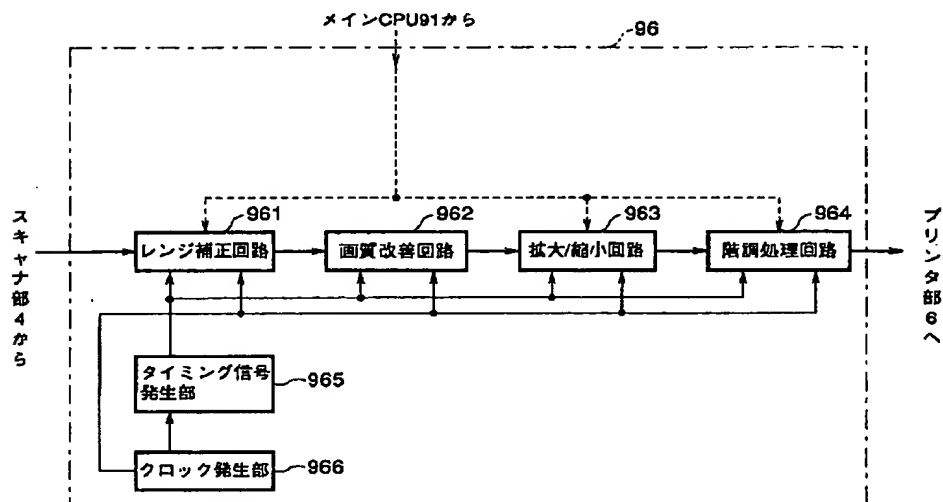 メインCPU91から
96
スキャナ部4から
961
レンジ補正回路
962
画質改善回路
963
拡大/縮小回路
964
階調処理回路
プリンタ部6へ
タイミング信号
発生部
965
クロック発生部
966